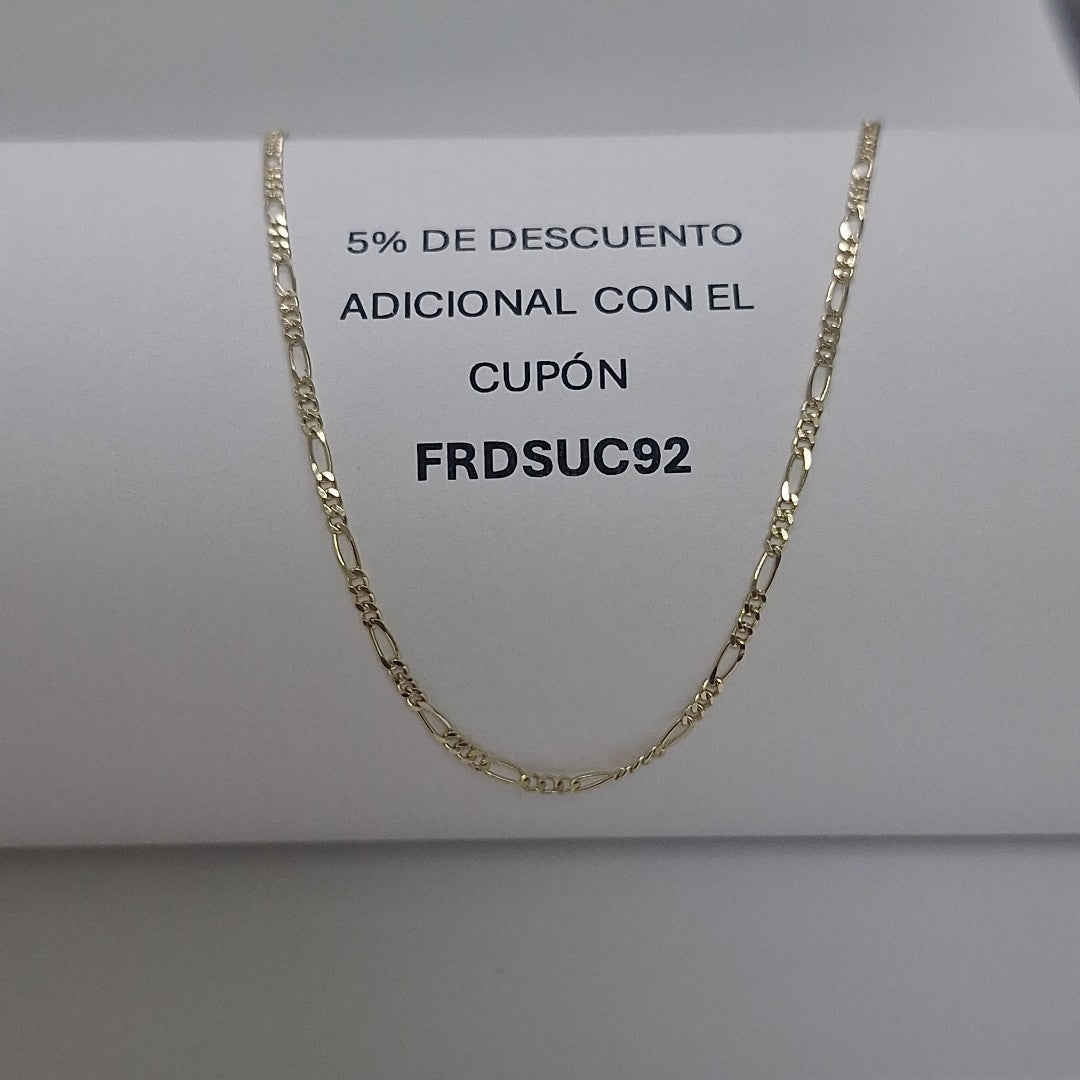 5% DE DESCUENTO
ADICIONAL CON EL
CUPÓN
FRDSUC92